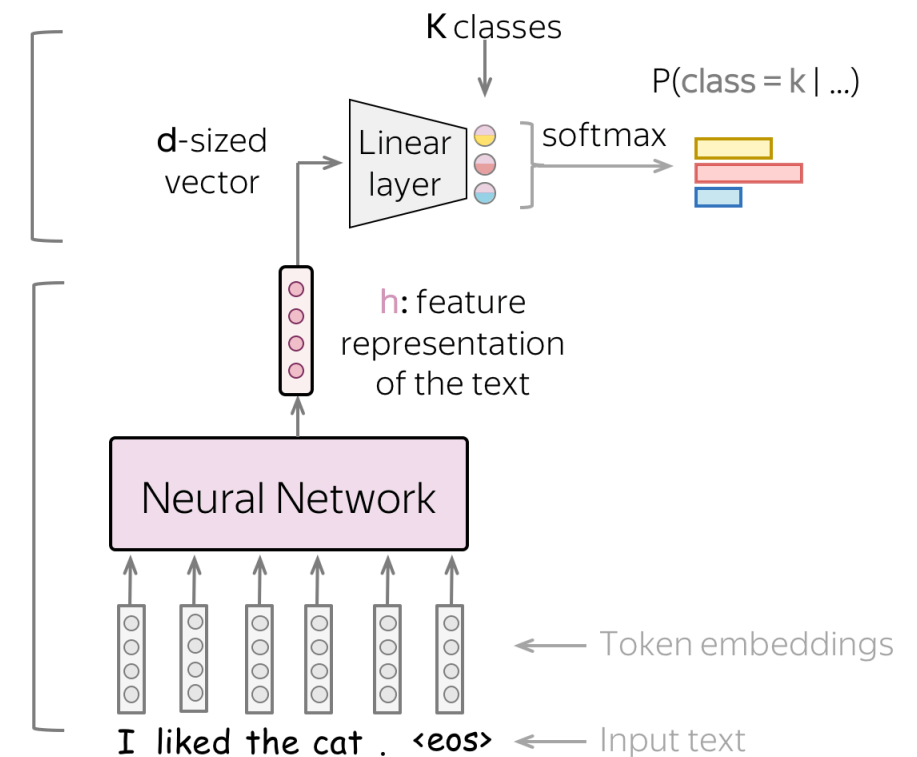 K classes
P(class = k | ...)
d-sized
vector
Linear
layer
softmax
h: feature
representation
of the text
Neural Network
Token embeddings
I liked the cat . <eos>
Input text